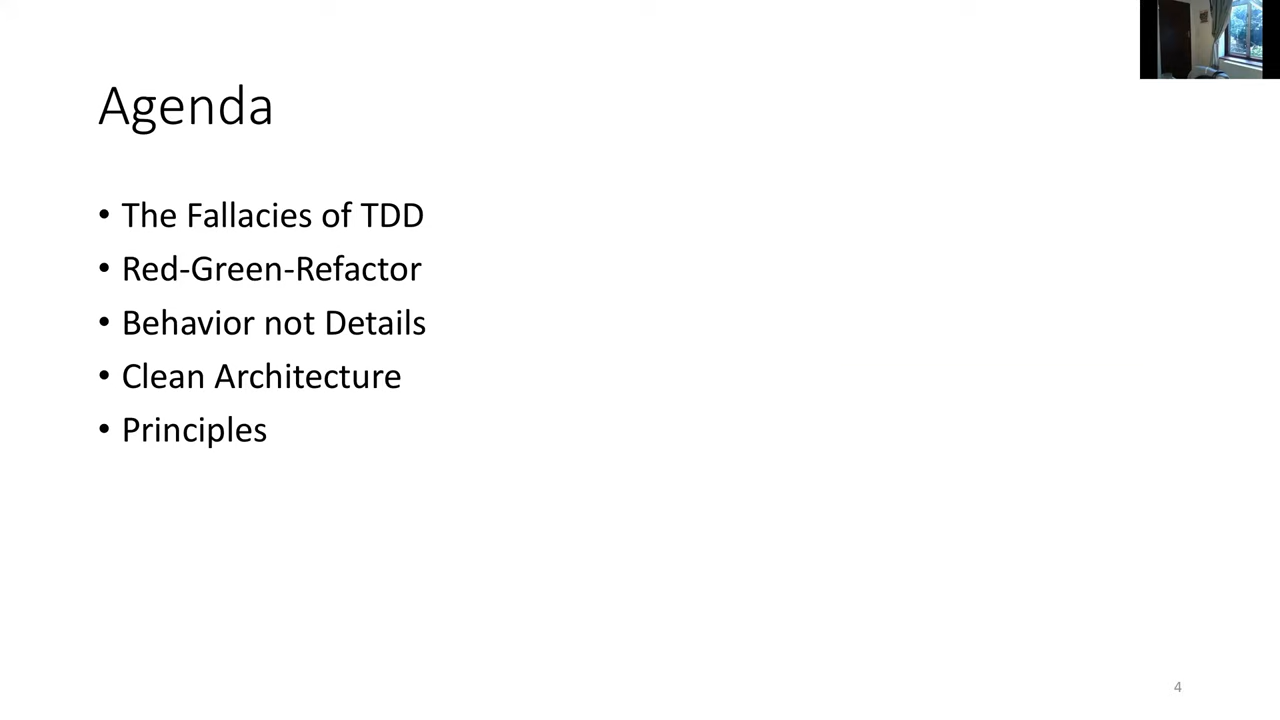 Agenda
• The Fallacies of TDD
• Red-Green-Refactor
• Behavior not Details
• Clean Architecture
• Principles
4